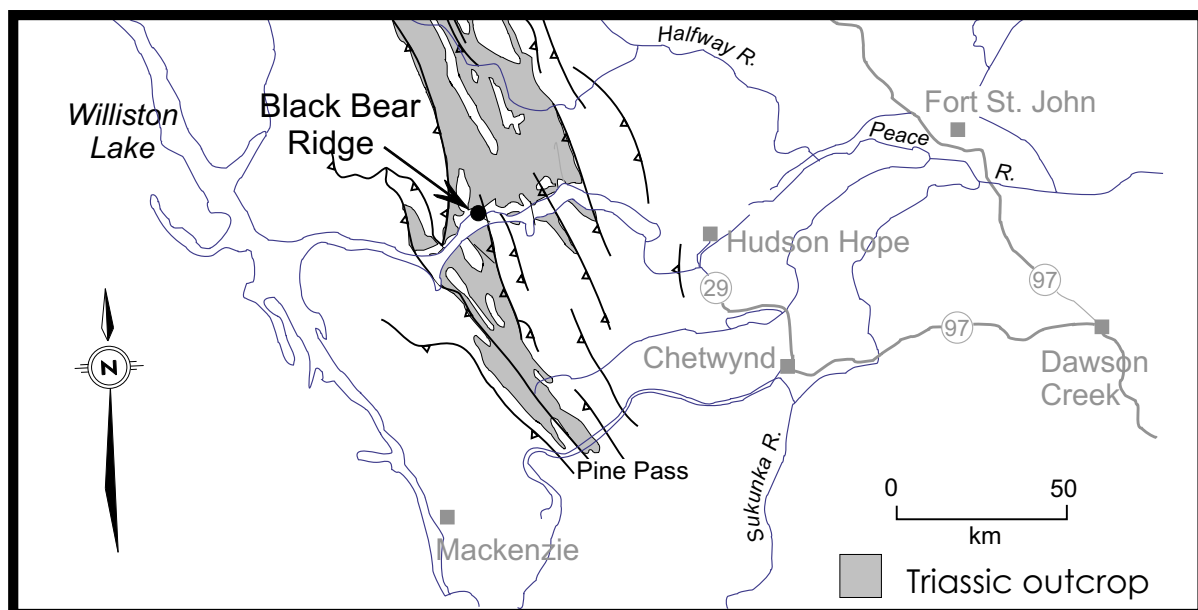 Halfway R.
Williston
Lake
Black Bear
Ridge
Fort St. John
Peace
R.
Hudson Hope
29
97
97
Chetwynd
Dawson
Creek
N
Pine Pass
Sukunka R.
Mackenzie
0 50
km
Triassic outcrop